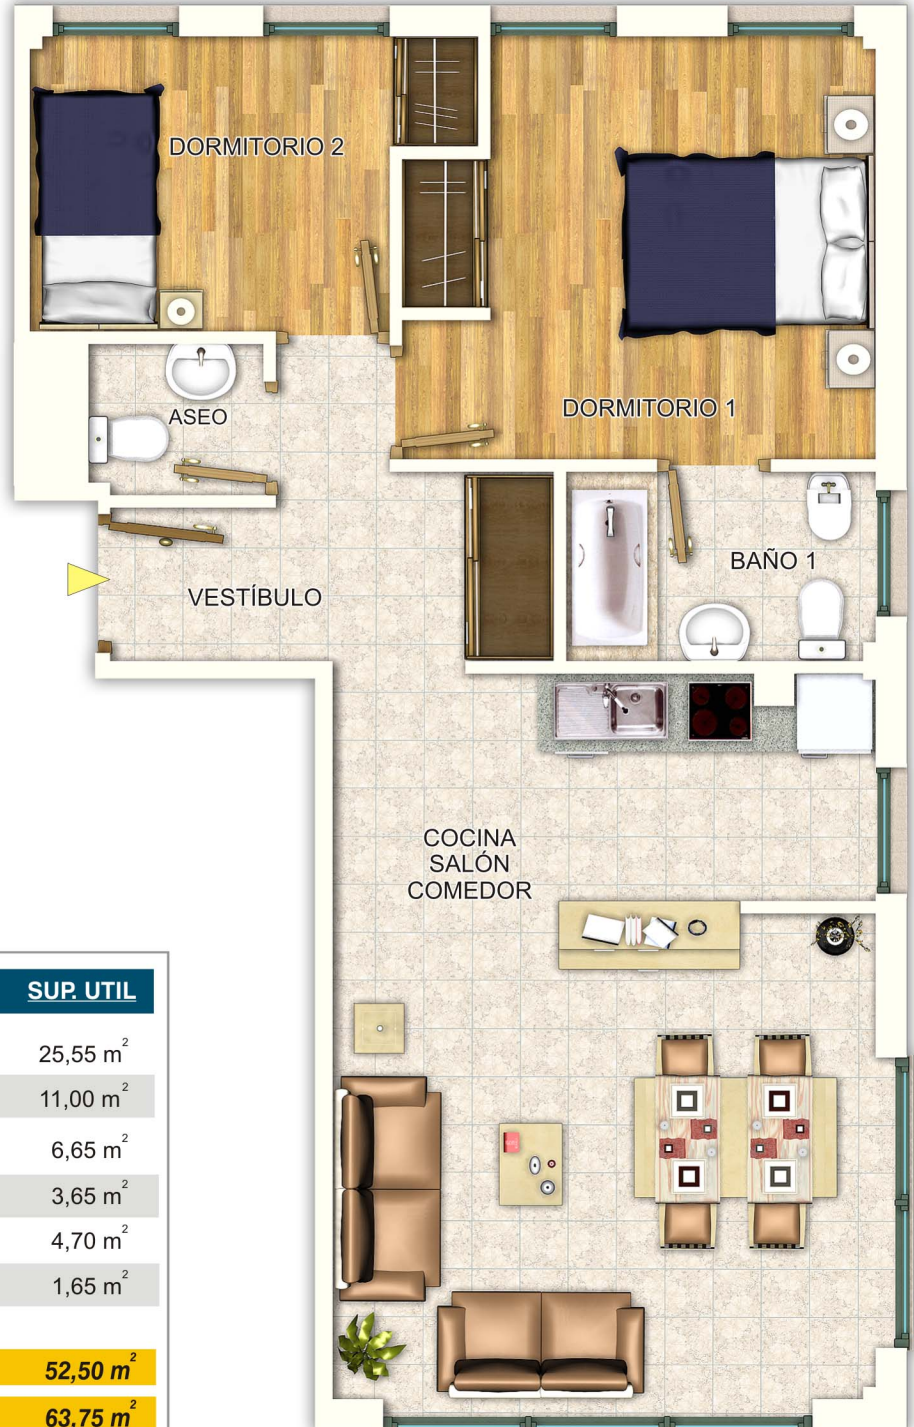 DORMITORIO 2
DORMITORIO 1
ASEO
BAÑO 1
VESTÍBULO
COCINA
SALÓN
COMEDOR
SUP. UTIL
25,55 m²
11,00 m²
6,65 m²
3,65 m²
4,70 m²
1,65 m²
52,50 m²
63,75 m²